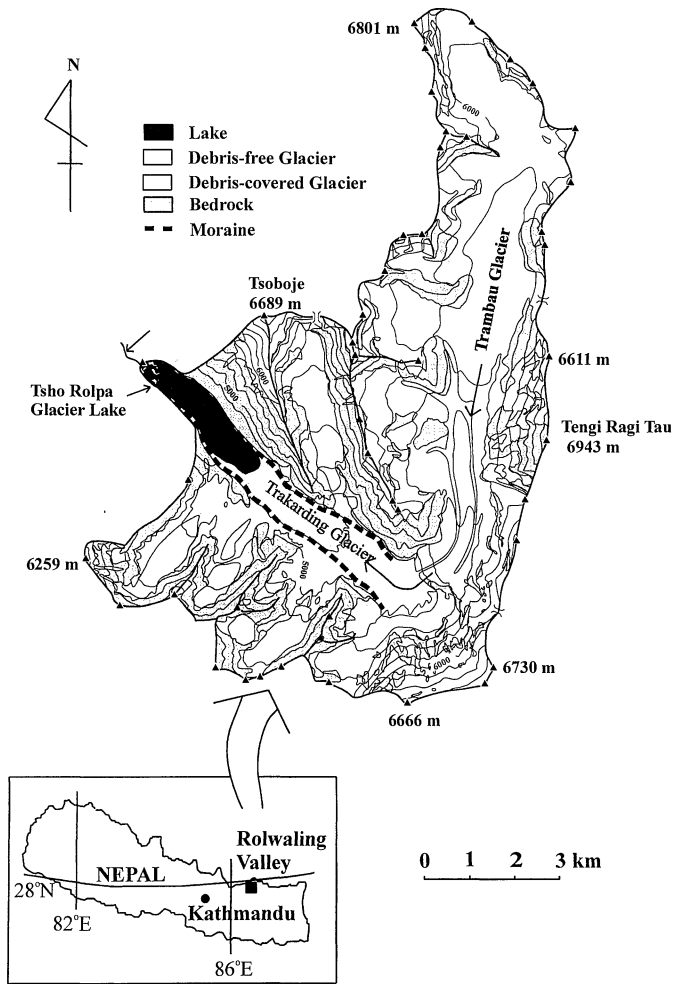 6801 m
N
6000
Lake
Debris-free Glacier
Debris-covered Glacier
Bedrock
Moraine
Trambau Glacier
Tsoboje
6689 m
6611 m
6000
5000
Tsho Rolpa
Glacier Lake
Tengi Ragi Tau
6943 m
Trakarding Glacier
6259 m
5000
6000
6730 m
6666 m
Rolwaling
Valley
NEPAL
28°N
Kathmandu
82°E
86°E
0 1 2 3 km